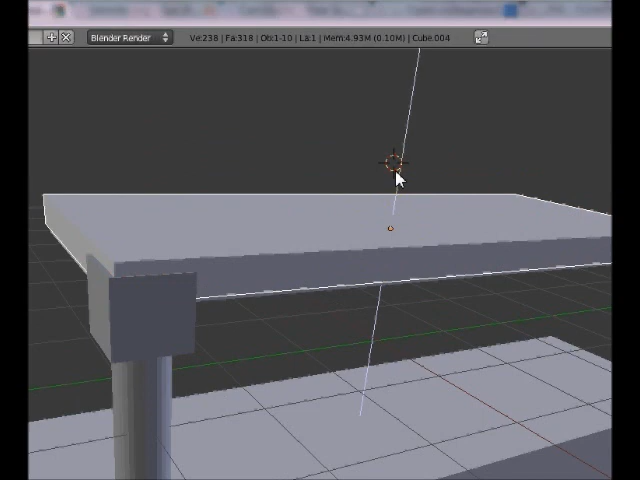 Blender Render Ve:238 | Fa:318 | Ob:1-10 | La:1 | Mem:4.93M (0.10M) | Cube.004